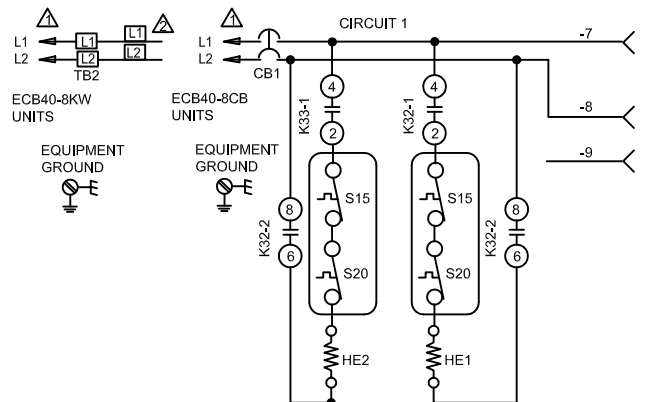 1
2
1
CIRCUIT 1
-7
L1
L1
L1
L1
L2
L2
L2
L2
TB2
CB1
-8
ECB40-8KW
UNITS
ECB40-8CB
UNITS
K33-1
4
2
K32-1
4
2
-9
EQUIPMENT
GROUND
EQUIPMENT
GROUND
S15
S15
K32-2
8
6
K32-2
8
6
S20
S20
HE2
HE1